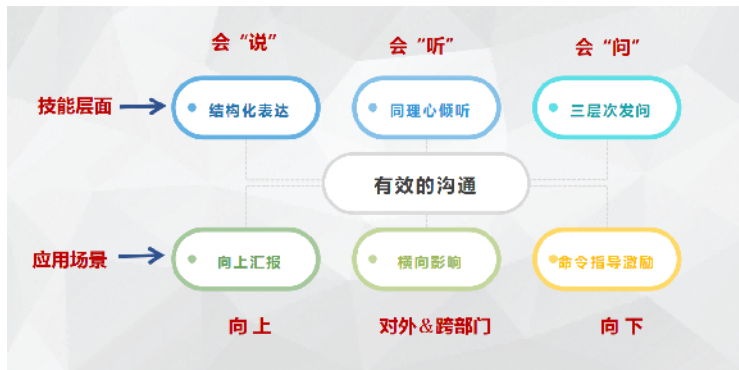 会“说”
会“听”
会“问”
技能层面
结构化表达
同理心倾听
三层次发问
有效的沟通
应用场景
向上汇报
横向影响
命令指导激励
向上
对外&跨部门
向下